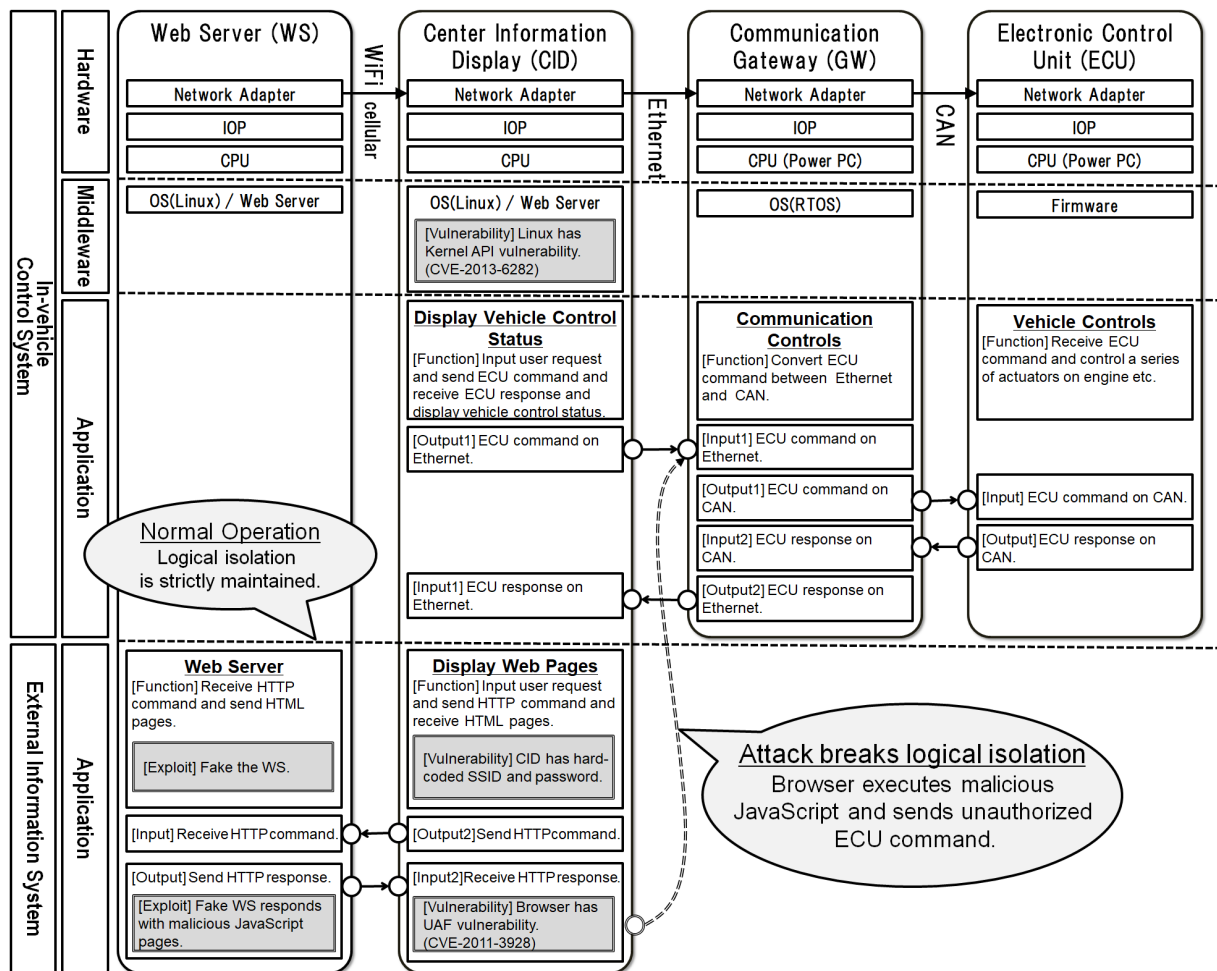 Web Server (WS)
Center Information
Display (CID)
Communication
Gateway (GW)
Electronic Control
Unit (ECU)
Hardware
Network Adapter
WiFi
cellular
Network Adapter
Ethernet
Network Adapter
CAN
Network Adapter
IOP
IOP
IOP
IOP
CPU
CPU
CPU (Power PC)
CPU (Power PC)
In-vehicle
Control System
Middleware
OS(Linux) / Web Server
OS(Linux) / Web Server
[Vulnerability] Linux has
Kernel API vulnerability.
(CVE-2013-6282)
OS(RTOS)
Firmware
Application
Display Vehicle Control
Status
[Function] Input user request
and send ECU command and
receive ECU response and
display vehicle control status.
Communication
Controls
[Function] Convert ECU
command between Ethernet
and CAN.
Vehicle Controls
[Function] Receive ECU
command and control a series
of actuators on engine etc.
[Output1] ECU command on
Ethernet.
[Input1] ECU command on
Ethernet.
[Output1] ECU command on
CAN.
[Input] ECU command on CAN.
[Input2] ECU response on
CAN.
[Output] ECU response on
CAN.
[Input1] ECU response on
Ethernet.
[Output2] ECU response on
Ethernet.
Normal Operation
Logical isolation
is strictly maintained.
External Information System
Application
Web Server
[Function] Receive HTTP
command and send HTML
pages.
[Exploit] Fake the WS.
Display Web Pages
[Function] Input user request
and send HTTP command and
receive HTML pages.
[Vulnerability] CID has hard-
coded SSID and password.
[Input] Receive HTTP command.
[Output2] Send HTTP command.
[Output] Send HTTP response.
[Exploit] Fake WS responds
with malicious JavaScript
pages.
[Input2] Receive HTTP response.
[Vulnerability] Browser has
UAF vulnerability.
(CVE-2011-3928)
Attack breaks logical isolation
Browser executes malicious
JavaScript and sends unauthorized
ECU command.